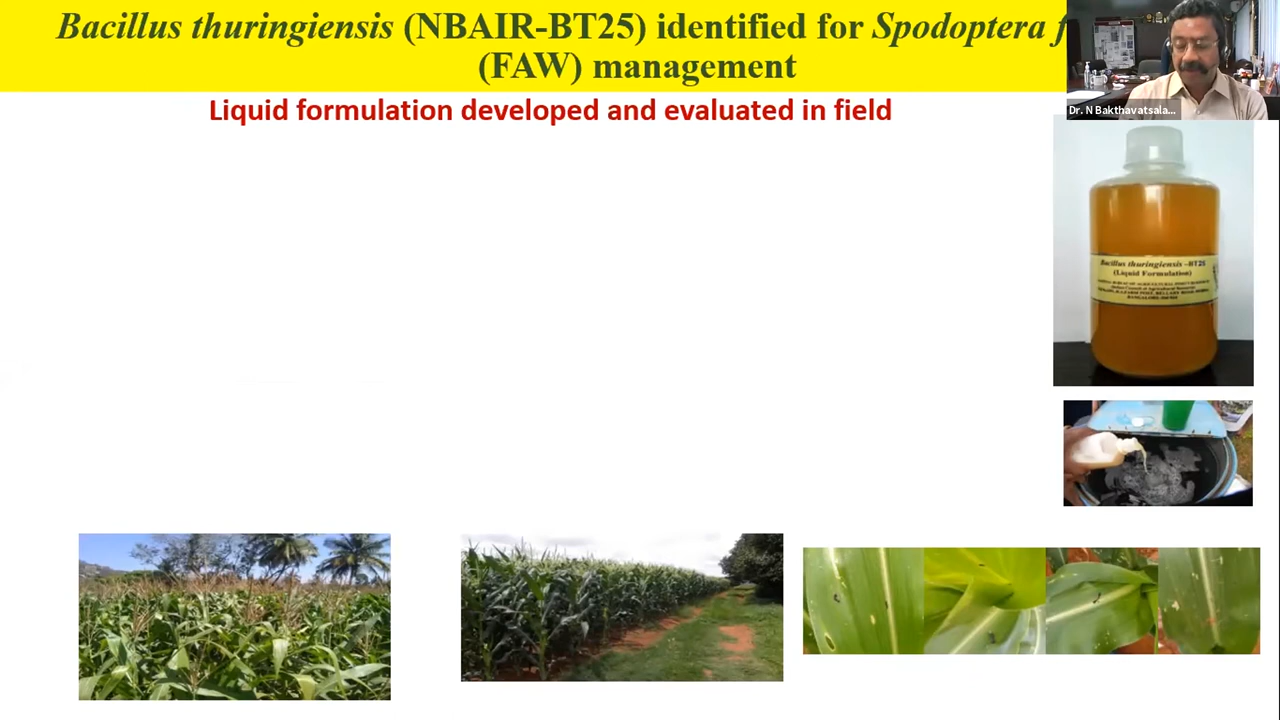 Bacillus thuringiensis (NBAIR-BT25) identified for Spodoptera f
(FAW) management
Liquid formulation developed and evaluated in field
Dr. N Bakthavatsala...
Bacillus thuringiensis -BT25
(Liquid Formulation)